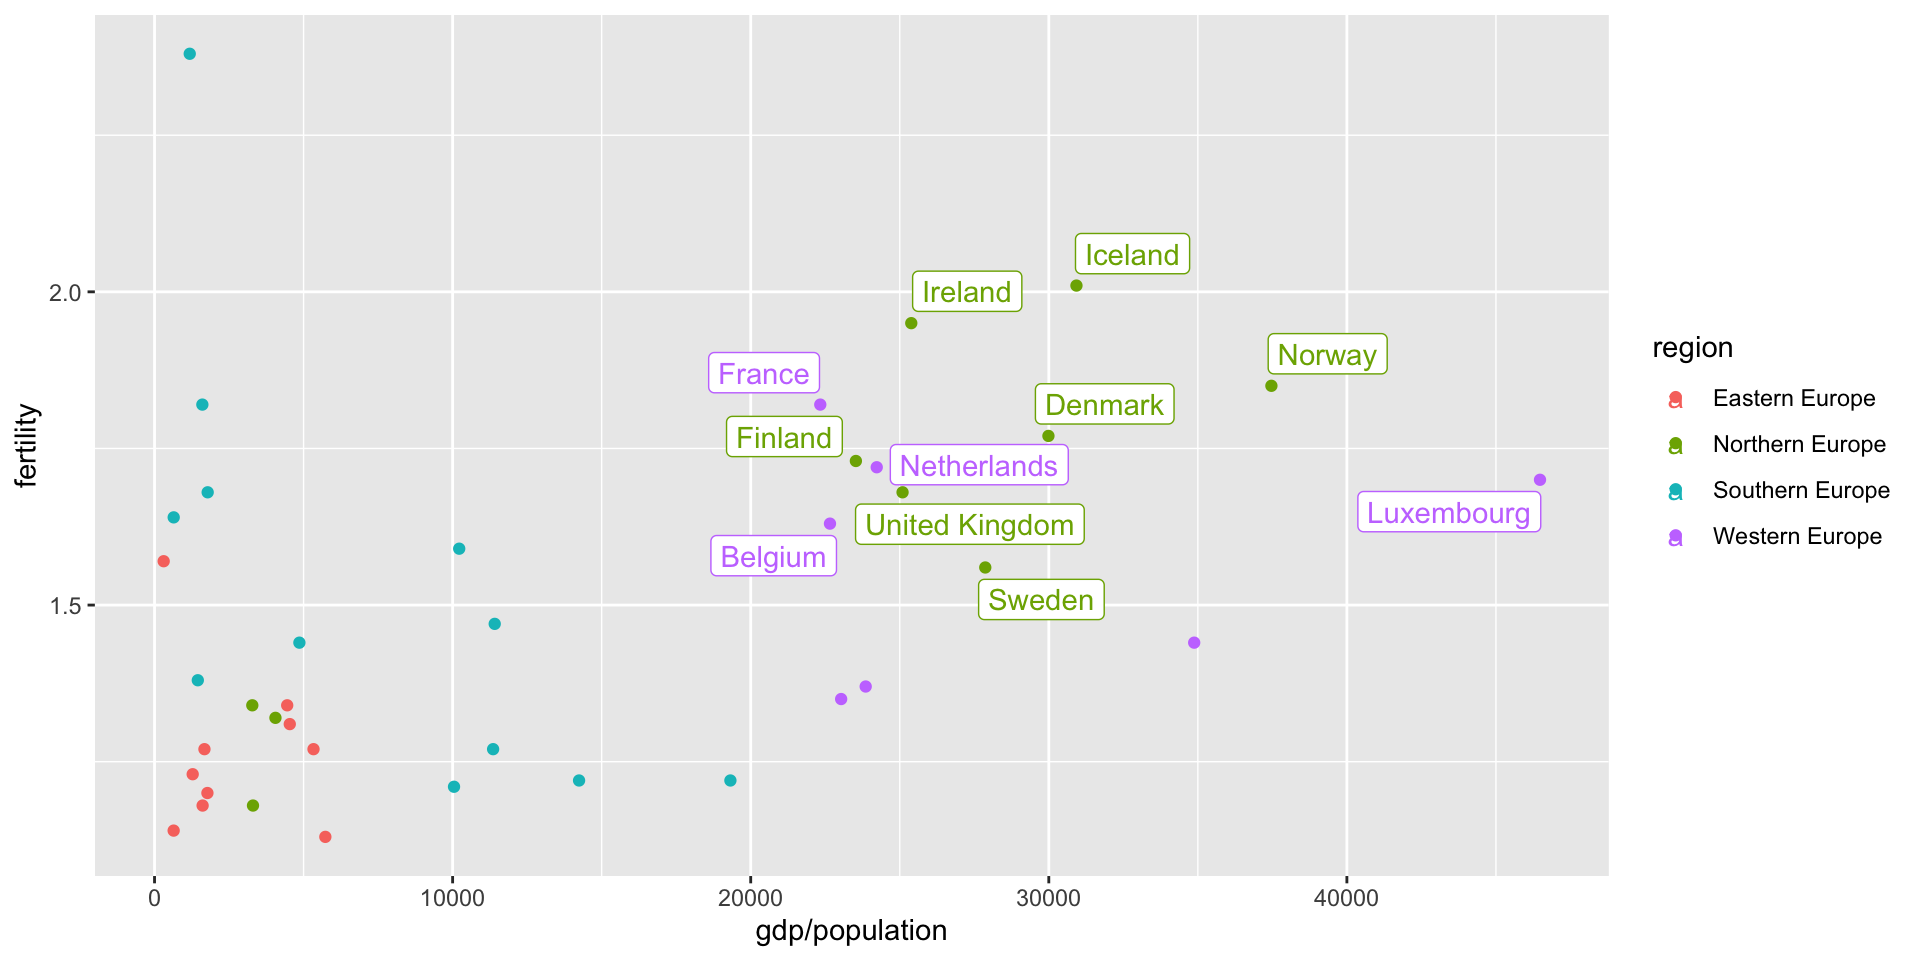 Iceland
Ireland
2.0
Norway
region
France
Denmark
a Eastern Europe
Finland
a Northern Europe
fertility
Netherlands
a Southern Europe
Luxembourg
United Kingdom
a Western Europe
Belgium
Sweden
1.5
0 10000 20000 30000 40000
gdp/population